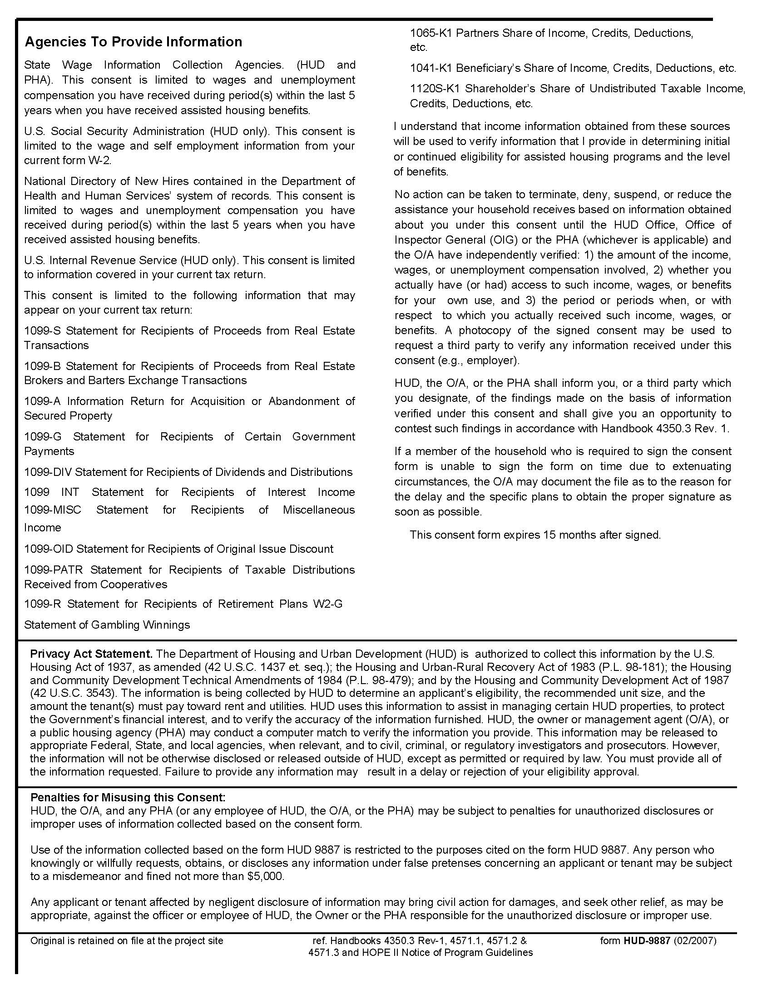 Agencies To Provide Information
State Wage Information Collection Agencies. (HUD and
PHA). This consent is limited to wages and unemployment
compensation you have received during period(s) within the last 5
years when you have received assisted housing benefits.
U.S. Social Security Administration (HUD only). This consent is
limited to the wage and self employment information from your
current form W-2.
National Directory of New Hires contained in the Department of
Health and Human Services’ system of records. This consent is
limited to wages and unemployment compensation you have
received during period(s) within the last 5 years when you have
received assisted housing benefits.
U.S. Internal Revenue Service (HUD only). This consent is limited
to information covered in your current tax return.
This consent is limited to the following information that may
appear on your current tax return:
1099-S Statement for Recipients of Proceeds from Real Estate
Transactions
1099-B Statement for Recipients of Proceeds from Real Estate
Brokers and Barters Exchange Transactions
1099-A Information Return for Acquisition or Abandonment of
Secured Property
1099-G Statement for Recipients of Certain Government
Payments
1099-DIV Statement for Recipients of Dividends and Distributions
1099 INT Statement for Recipients of Interest Income
1099-MISC Statement for Recipients of Miscellaneous
Income
1099-OID Statement for Recipients of Original Issue Discount
1099-PATR Statement for Recipients of Taxable Distributions
Received from Cooperatives
1099-R Statement for Recipients of Retirement Plans W2-G
Statement of Gambling Winnings
1065-K1 Partners Share of Income, Credits, Deductions,
etc.
1041-K1 Beneficiary’s Share of Income, Credits, Deductions, etc.
1120S-K1 Shareholder’s Share of Undistributed Taxable Income,
Credits, Deductions, etc.
I understand that income information obtained from these sources
will be used to verify information that I provide in determining initial
or continued eligibility for assisted housing programs and the level
of benefits.
No action can be taken to terminate, deny, suspend, or reduce the
assistance your household receives based on information obtained
about you under this consent until the HUD Office, Office of
Inspector General (OIG) or the PHA (whichever is applicable) and
the O/A have independently verified: 1) the amount of the income,
wages, or unemployment compensation involved, 2) whether you
actually have (or had) access to such income, wages, or benefits
for your own use, and 3) the period or periods when, or with
respect to which you actually received such income, wages, or
benefits. A photocopy of the signed consent may be used to
request a third party to verify any information received under this
consent (e.g., employer).
HUD, the O/A, or the PHA shall inform you, or a third party which
you designate, of the findings made on the basis of information
verified under this consent and shall give you an opportunity to
contest such findings in accordance with Handbook 4350.3 Rev. 1.
If a member of the household who is required to sign the consent
form is unable to sign the form on time due to extenuating
circumstances, the O/A may document the file as to the reason for
the delay and the specific plans to obtain the proper signature as
soon as possible.
This consent form expires 15 months after signed.
Privacy Act Statement. The Department of Housing and Urban Development (HUD) is authorized to collect this information by the U.S.
Housing Act of 1937, as amended (42 U.S.C. 1437 et. seq.); the Housing and Urban-Rural Recovery Act of 1983 (P.L. 98-181); the Housing
and Community Development Technical Amendments of 1984 (P.L. 98-479); and by the Housing and Community Development Act of 1987
(42 U.S.C. 3543). The information is being collected by HUD to determine an applicant’s eligibility, the recommended unit size, and the
amount the tenant(s) must pay toward rent and utilities. HUD uses this information to assist in managing certain HUD properties, to protect
the Government’s financial interest, and to verify the accuracy of the information furnished. HUD, the owner or management agent (O/A), or
a public housing agency (PHA) may conduct a computer match to verify the information you provide. This information may be released to
appropriate Federal, State, and local agencies, when relevant, and to civil, criminal, or regulatory investigators and prosecutors. However,
the information will not be otherwise disclosed or released outside of HUD, except as permitted or required by law. You must provide all of
the information requested. Failure to provide any information may result in a delay or rejection of your eligibility approval.
Penalties for Misusing this Consent:
HUD, the O/A, and any PHA (or any employee of HUD, the O/A, or the PHA) may be subject to penalties for unauthorized disclosures or
improper uses of information collected based on the consent form.
Use of the information collected based on the form HUD 9887 is restricted to the purposes cited on the form HUD 9887. Any person who
knowingly or willfully requests, obtains, or discloses any information under false pretenses concerning an applicant or tenant may be subject
to a misdemeanor and fined not more than $5,000.
Any applicant or tenant affected by negligent disclosure of information may bring civil action for damages, and seek other relief, as may be
appropriate, against the officer or employee of HUD, the Owner or the PHA responsible for the unauthorized disclosure or improper use.
Original is retained on file at the project site
ref. Handbooks 4350.3 Rev-1, 4571.1, 4571.2 &
4571.3 and HOPE II Notice of Program Guidelines
form HUD-9887 (02/2007)